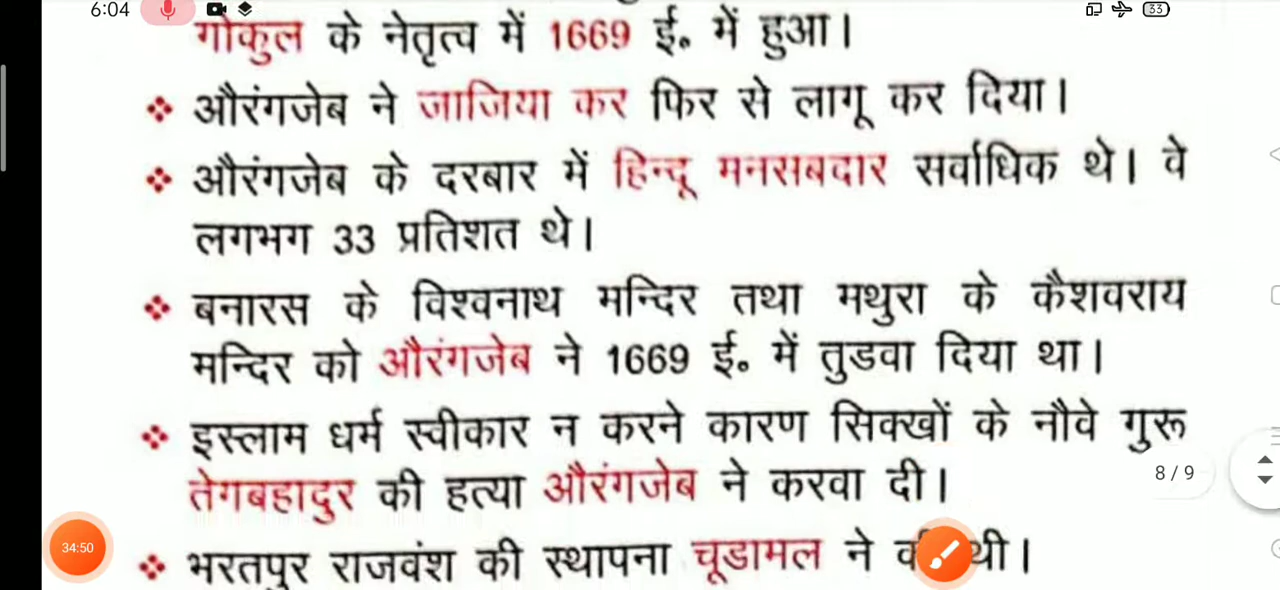 6:04
33
गोकुल के नेतृत्व में 1669 ई॰ में हुआ।
❖ औरंगजेब ने जाजिया कर फिर से लागू कर दिया।
❖ औरंगजेब के दरबार में हिन्दू मनसबदार सर्वाधिक थे। वे
लगभग 33 प्रतिशत थे।
❖ बनारस के विश्वनाथ मन्दिर तथा मथुरा के कैशवराय
मन्दिर को औरंगजेब ने 1669 ई॰ में तुडवा दिया था।
❖ इस्लाम धर्म स्वीकार न करने कारण सिक्खों के नौवे गुरू
8 / 9
तेगबहादुर की हत्या औरंगजेब ने करवा दी।
34:50
❖ भरतपुर राजवंश की स्थापना चूडामल ने थी।